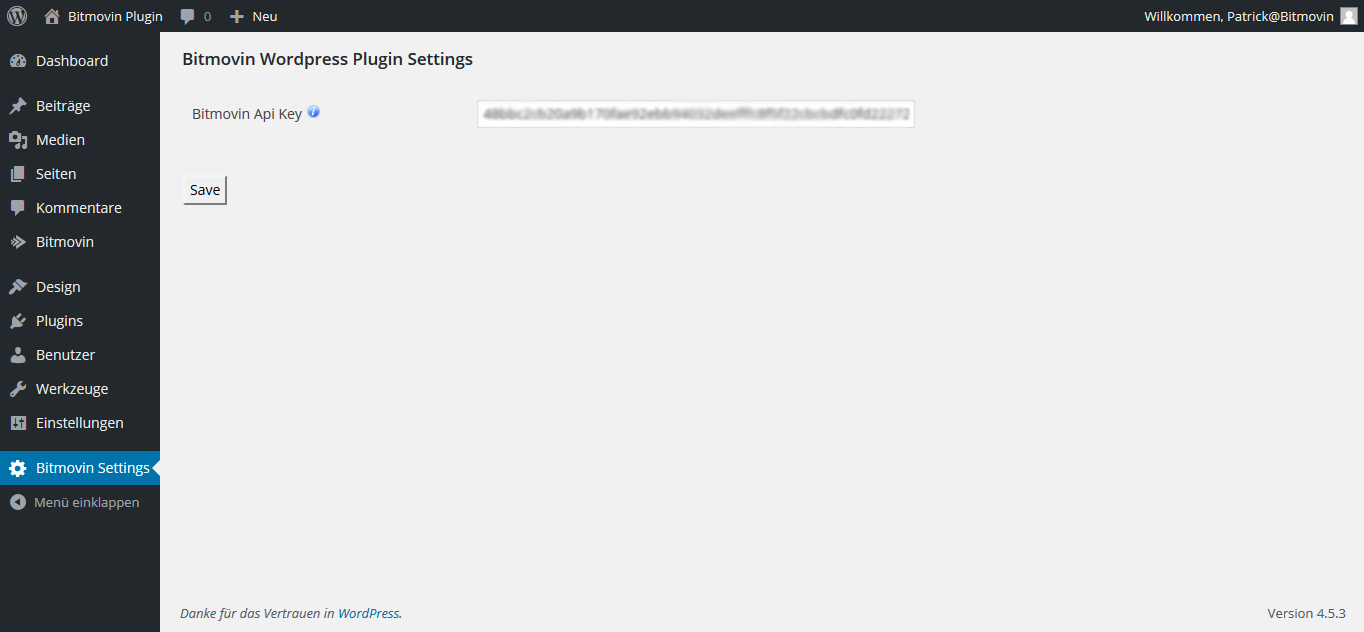 Bitmovin Plugin 0 Neu Willkommen, Patrick@Bitmovin
Dashboard
Beiträge
Medien
Seiten
Kommentare
Bitmovin
Design
Plugins
Benutzer
Werkzeuge
Einstellungen
Bitmovin Settings
Menü einklappen
Bitmovin Wordpress Plugin Settings
Bitmovin Api Key
Save
Danke für das Vertrauen in WordPress.
Version 4.5.3